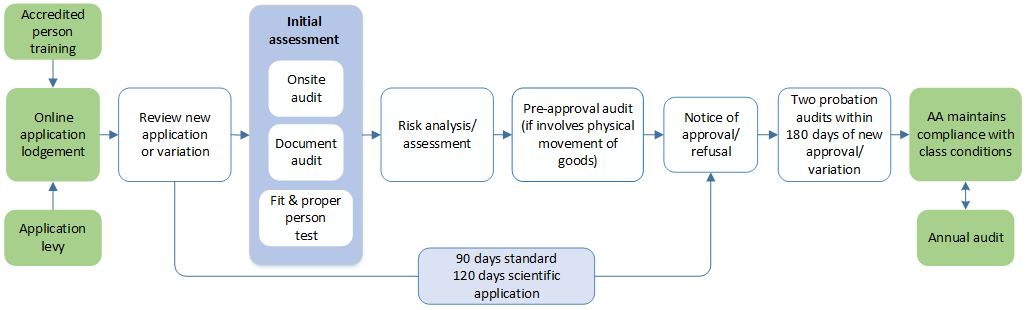 Accredited
person
training
Online
application
lodgement
Application
levy
Review new
application
or variation
Initial
assessment
Onsite
audit
Document
audit
Fit & proper
person
test
Risk analysis/
assessment
Pre-approval audit
(if involves physical
movement of
goods)
Notice of
approval/
refusal
Two probation
audits within
180 days of new
approval/
variation
AA maintains
compliance with
class conditions
Annual audit
90 days standard
120 days scientific
application